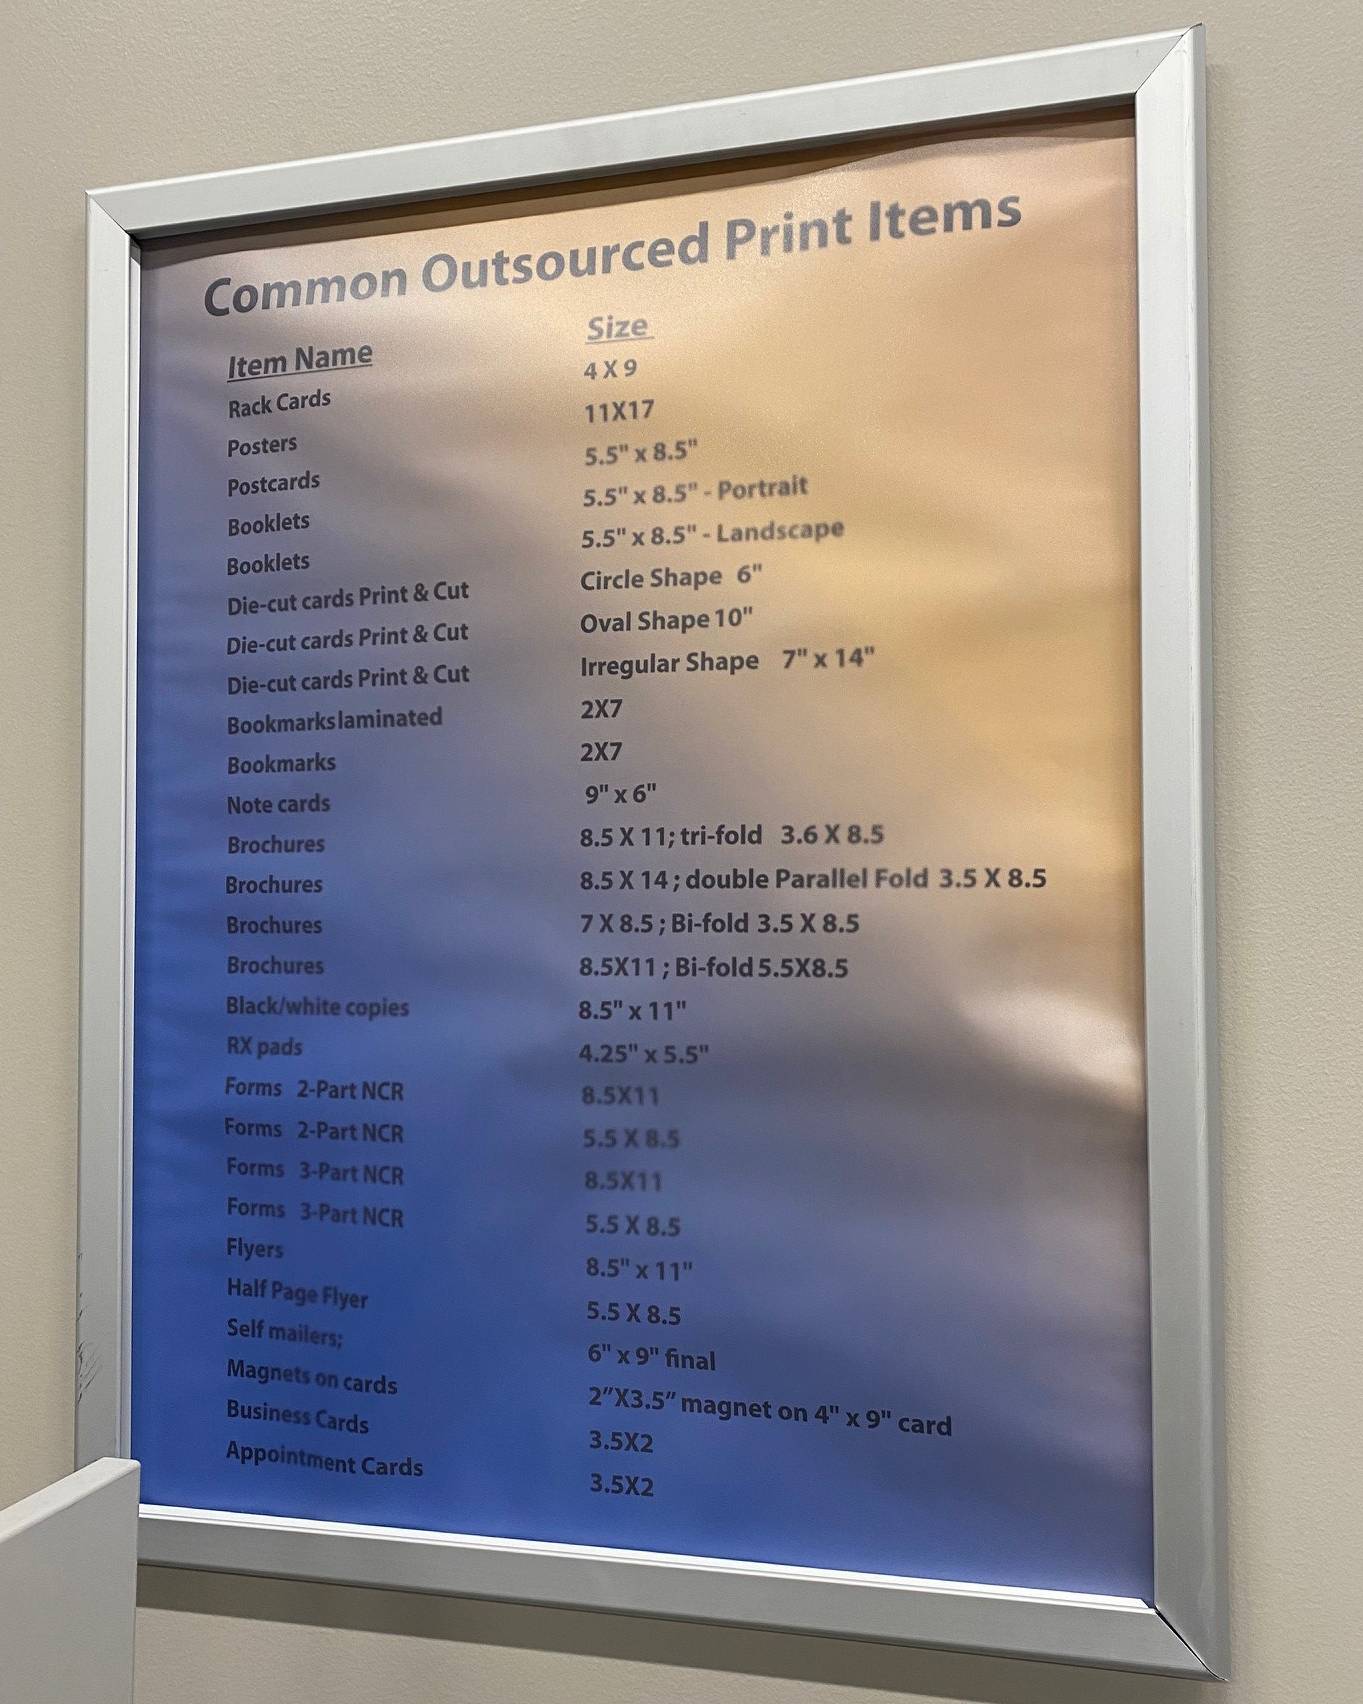 Common Outsourced Print Items
Item Name Size
Rack Cards 4 X 9
Posters 11X17
Postcards 5.5" x 8.5"
Booklets 5.5" x 8.5" - Portrait
Booklets 5.5" x 8.5" - Landscape
Die-cut cards Print & Cut Circle Shape 6"
Die-cut cards Print & Cut Oval Shape 10"
Die-cut cards Print & Cut Irregular Shape 7" x 14"
Bookmarks laminated 2X7
Bookmarks 2X7
Note cards 9" x 6"
Brochures 8.5 X 11; tri-fold 3.6 X 8.5
Brochures 8.5 X 14 ; double Parallel Fold 3.5 X 8.5
Brochures 7 X 8.5 ; Bi-fold 3.5 X 8.5
Brochures 8.5X11 ; Bi-fold 5.5X8.5
Black/white copies 8.5" x 11"
RX pads 4.25" x 5.5"
Forms 2-Part NCR 8.5X11
Forms 2-Part NCR 5.5 X 8.5
Forms 3-Part NCR 8.5X11
Forms 3-Part NCR 5.5 X 8.5
Flyers 8.5" x 11"
Half Page Flyer 5.5 X 8.5
Self mailers; 6" x 9" final
Magnets on cards 2”X3.5” magnet on 4" x 9" card
Business Cards 3.5X2
Appointment Cards 3.5X2